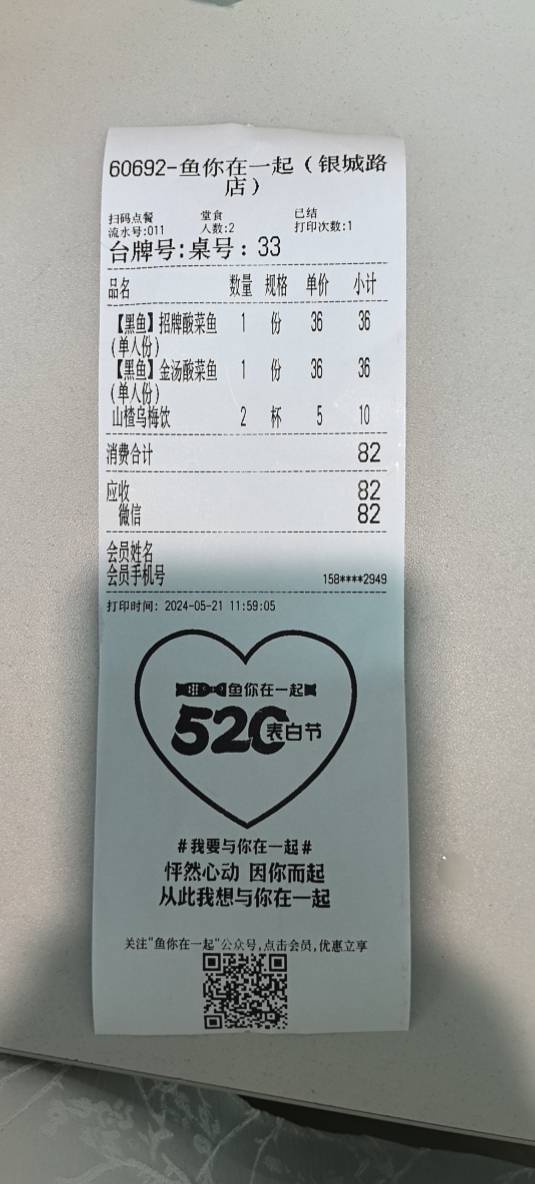 60692-鱼你在一起（银城路
店）
扫码点餐 堂食 已结
流水号:011 人数:2 打印次数:1
台牌号:桌号：33
品名 数量 规格 单价 小计
【黑鱼】招牌酸菜鱼 1 份 36 36
(单人份)
【黑鱼】金汤酸菜鱼 1 份 36 36
(单人份)
山楂乌梅饮 2 杯 5 10
消费合计 82
应收 82
微信 82
会员姓名
会员手机号 158****2949
打印时间: 2024-05-21 11:59:05
鱼你在一起
520表白节
#我要与你在一起#
怦然心动 因你而起
从此我想与你在一起
关注"鱼你在一起"公众号,点击会员,优惠立享